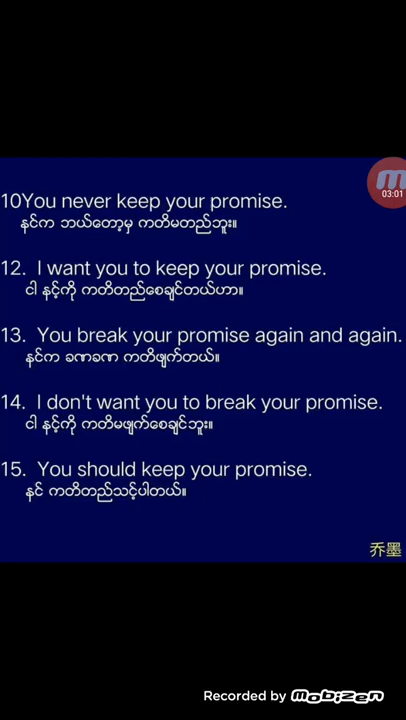 03:01
10You never keep your promise.
နင်က ဘယ်တော့မှ ကတိမတည်ဘူး။
12. I want you to keep your promise.
ငါ နင့်ကို ကတိတည်စေချင်တယ်ဟာ။
13. You break your promise again and again.
နင်က ခဏခဏ ကတိဖျက်တယ်။
14. I don't want you to break your promise.
ငါ နင့်ကို ကတိမဖျက်စေချင်ဘူး။
15. You should keep your promise.
နင် ကတိတည်သင့်ပါတယ်။
乔墨
Recorded by mobizen